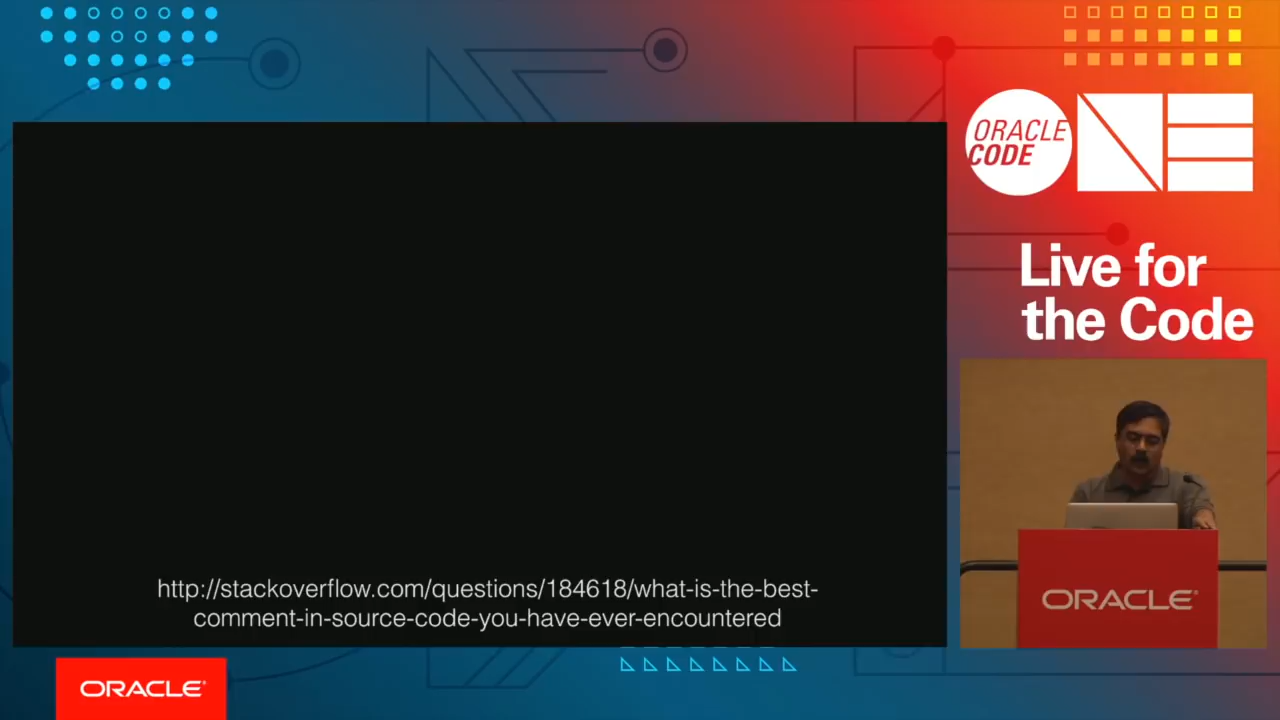 ORACLE
CODE
ONE
Live for
the Code
http://stackoverflow.com/questions/184618/what-is-the-best-
comment-in-source-code-you-have-ever-encountered
ORACLE
ORACLE